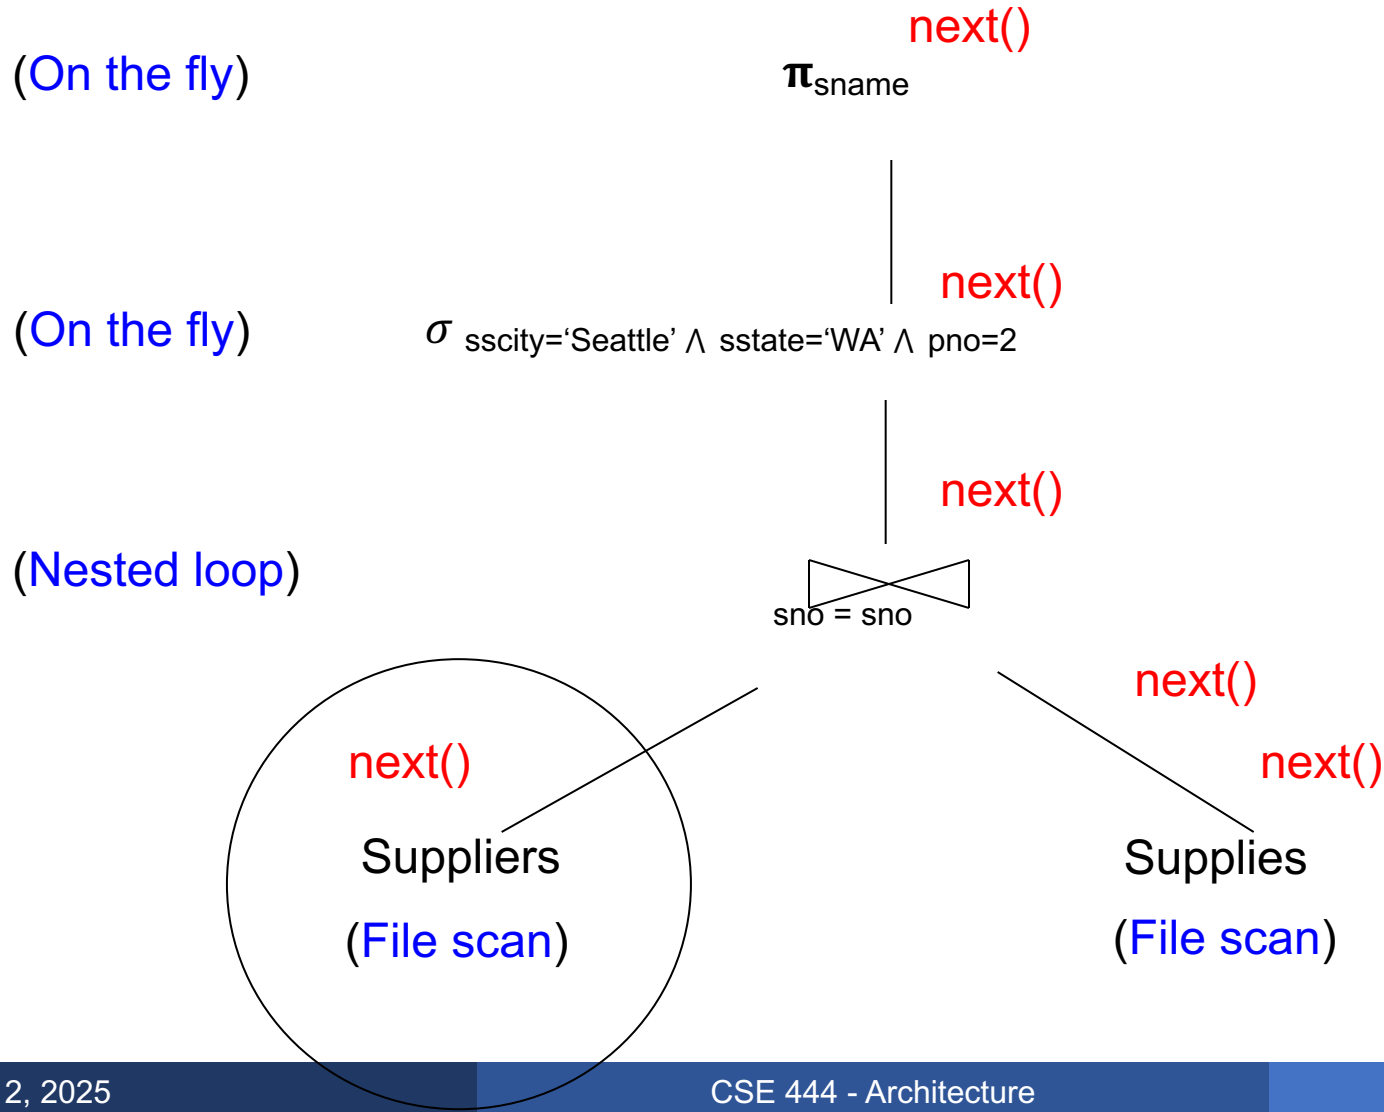 next()
(On the fly) 𝛑sname
next()
(On the fly) σ sscity=‘Seattle’ ∧ sstate=‘WA’ ∧ pno=2
next()
(Nested loop)
sno = sno
next()
next() next()
Suppliers Supplies
(File scan) (File scan)
2, 2025 CSE 444 - Architecture